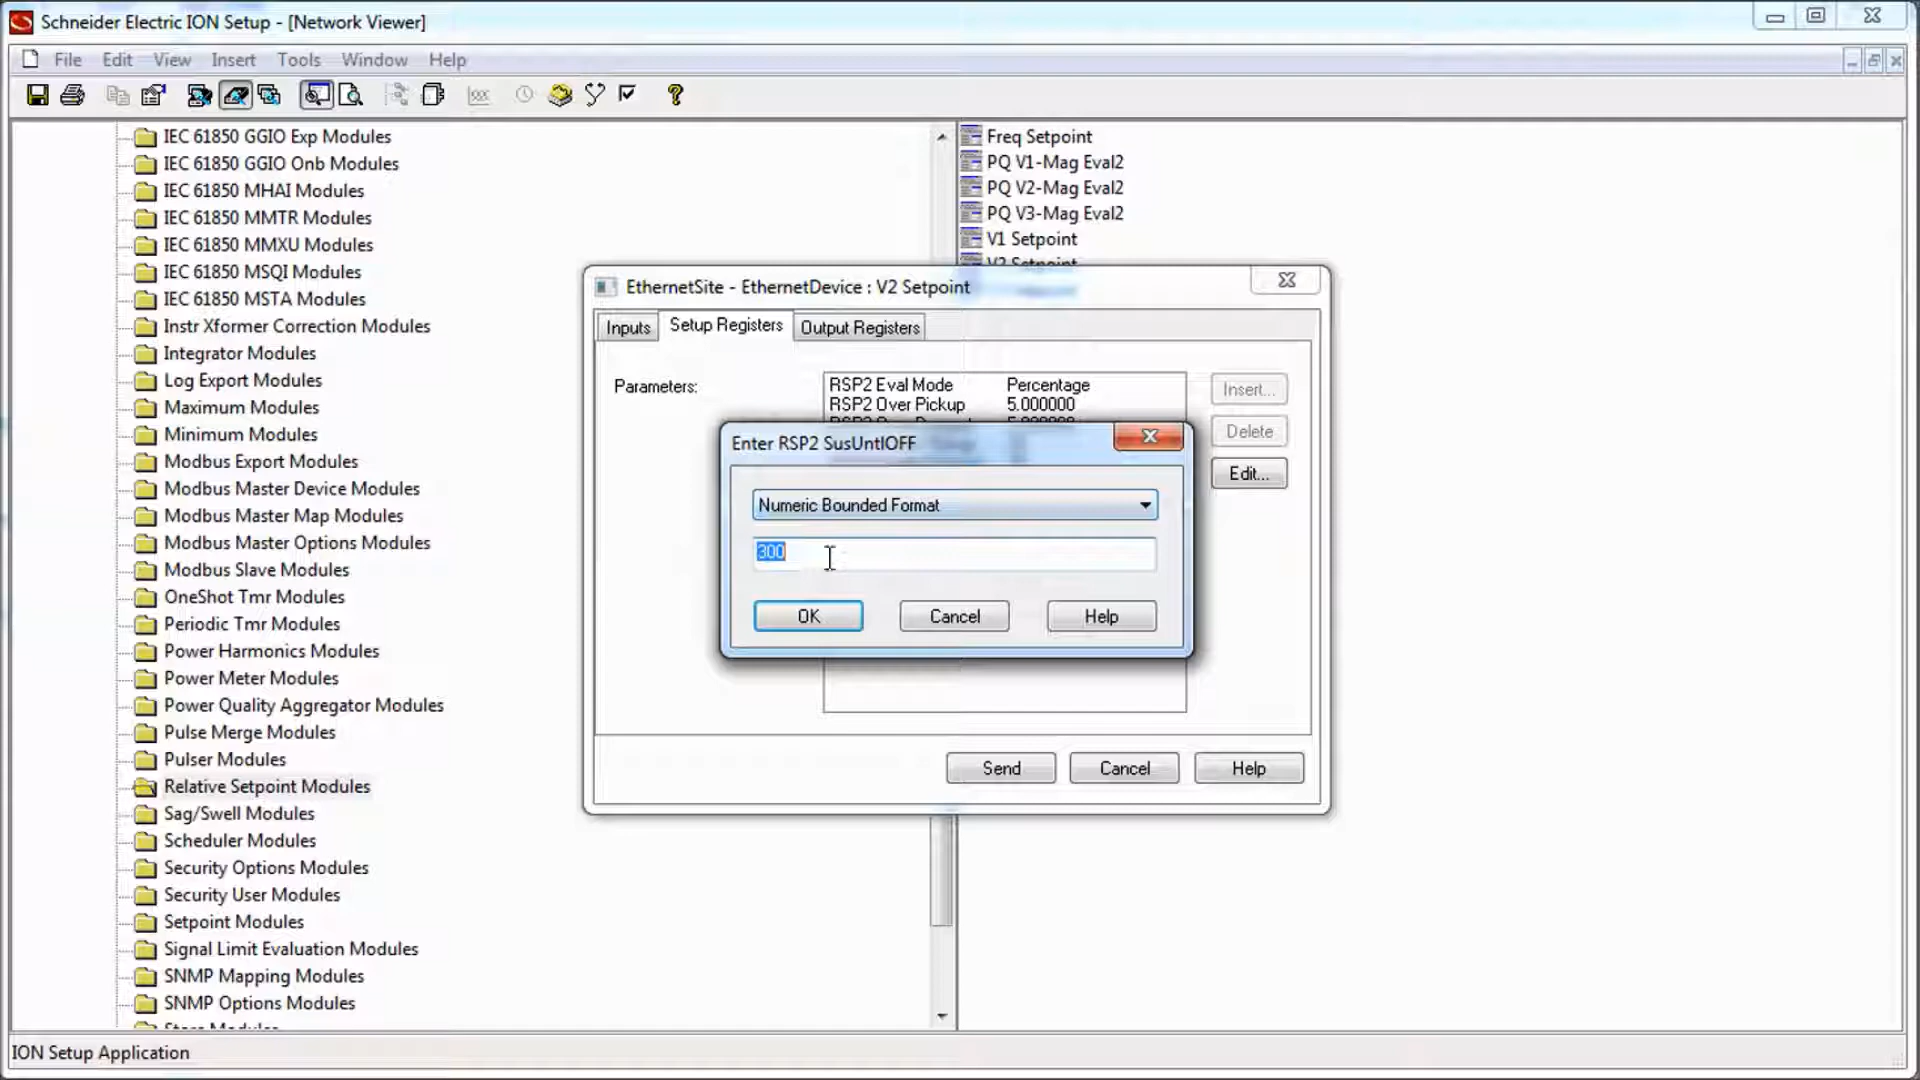 Schneider Electric ION Setup - [Network Viewer]
File Edit View Insert Tools Window Help
IEC 61850 GGIO Exp Modules
IEC 61850 GGIO Onb Modules
IEC 61850 MHAI Modules
IEC 61850 MMTR Modules
IEC 61850 MMXU Modules
IEC 61850 MSQI Modules
IEC 61850 MSTA Modules
Instr Xformer Correction Modules
Integrator Modules
Log Export Modules
Maximum Modules
Minimum Modules
Modbus Export Modules
Modbus Master Device Modules
Modbus Master Map Modules
Modbus Master Options Modules
Modbus Slave Modules
OneShot Tmr Modules
Periodic Tmr Modules
Power Harmonics Modules
Power Meter Modules
Power Quality Aggregator Modules
Pulse Merge Modules
Pulser Modules
Relative Setpoint Modules
Sag/Swell Modules
Scheduler Modules
Security Options Modules
Security User Modules
Setpoint Modules
Signal Limit Evaluation Modules
SNMP Mapping Modules
SNMP Options Modules
Freq Setpoint
PQ V1-Mag Eval2
PQ V2-Mag Eval2
PQ V3-Mag Eval2
V1 Setpoint
V2 Setpoint
EthernetSite - EthernetDevice : V2 Setpoint
Inputs Setup Registers Output Registers
Parameters:
RSP2 Eval Mode Percentage
RSP2 Over Pickup 5.000000
Insert...
Delete
Edit...
Enter RSP2 SusUntlOFF
Numeric Bounded Format
300
OK Cancel Help
Send Cancel Help
ION Setup Application